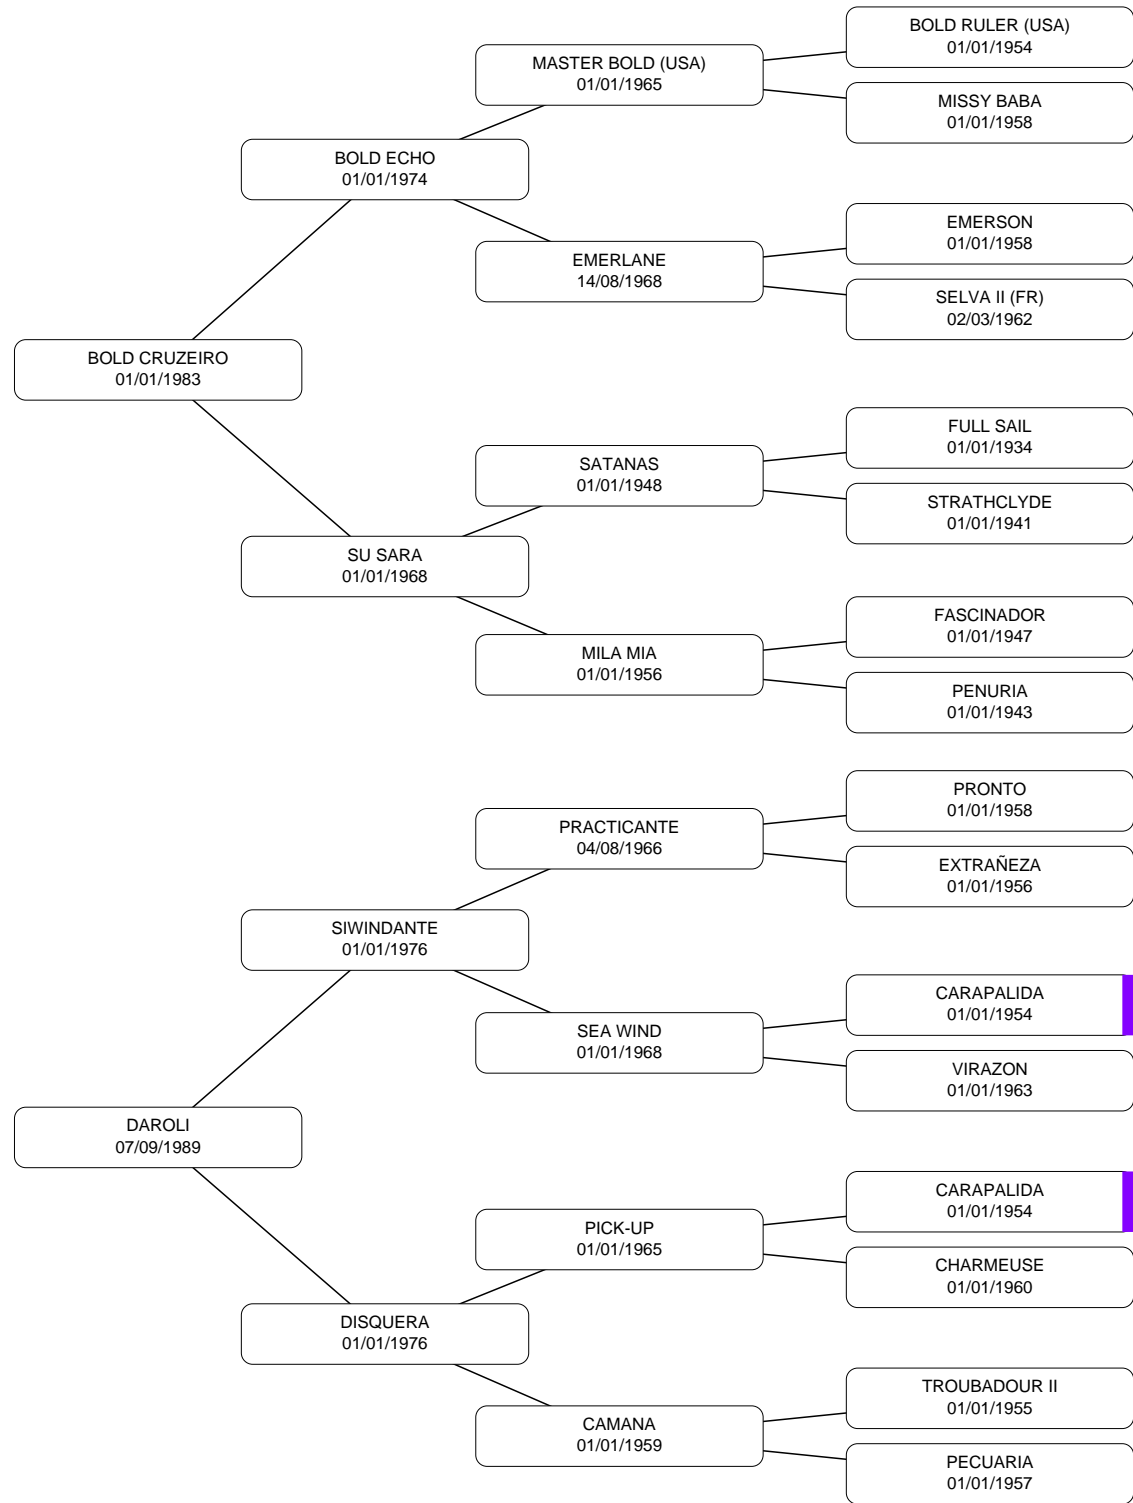 BOLD RULER (USA)
01/01/1954
MASTER BOLD (USA)
01/01/1965
MISSY BABA
01/01/1958
BOLD ECHO
01/01/1974
EMERSON
01/01/1958
EMERLANE
14/08/1968
SELVA II (FR)
02/03/1962
BOLD CRUZEIRO
01/01/1983
FULL SAIL
01/01/1934
SATANAS
01/01/1948
STRATHCLYDE
01/01/1941
SU SARA
01/01/1968
FASCINADOR
01/01/1947
MILA MIA
01/01/1956
PENURIA
01/01/1943
PRONTO
01/01/1958
PRACTICANTE
04/08/1966
EXTRAÑEZA
01/01/1956
SIWINDANTE
01/01/1976
CARAPALIDA
01/01/1954
SEA WIND
01/01/1968
VIRAZON
01/01/1963
DAROLI
07/09/1989
CARAPALIDA
01/01/1954
PICK-UP
01/01/1965
CHARMEUSE
01/01/1960
DISQUERA
01/01/1976
TROUBADOUR II
01/01/1955
CAMANA
01/01/1959
PECUARIA
01/01/1957